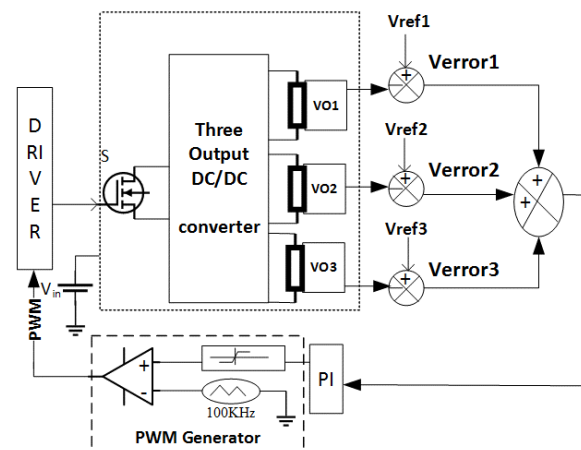 Vref1
Verror1
D
RI
V
E
R
S
Three
Output
DC/DC
converter
VO1
Vref2
Verror2
VO2
Vref3
Verror3
VO3
Vin
PWM
PI
100KHz
PWM Generator